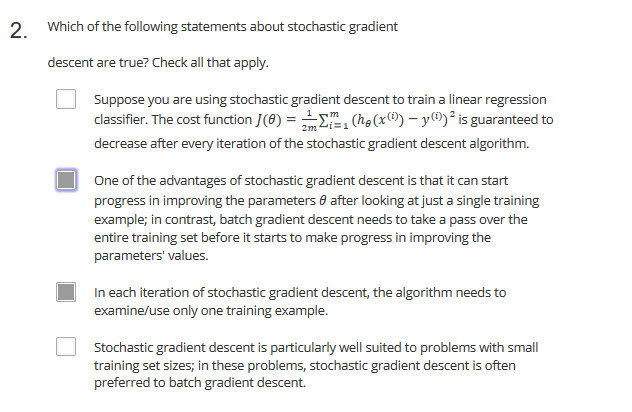 2. Which of the following statements about stochastic gradient
descent are true? Check all that apply.
Suppose you are using stochastic gradient descent to train a linear regression
classifier. The cost function J(θ) = 1/2m Σᵢ₌₁ᵐ (hθ(x⁽ⁱ⁾) − y⁽ⁱ⁾)² is guaranteed to
decrease after every iteration of the stochastic gradient descent algorithm.
One of the advantages of stochastic gradient descent is that it can start
progress in improving the parameters θ after looking at just a single training
example; in contrast, batch gradient descent needs to take a pass over the
entire training set before it starts to make progress in improving the
parameters' values.
In each iteration of stochastic gradient descent, the algorithm needs to
examine/use only one training example.
Stochastic gradient descent is particularly well suited to problems with small
training set sizes; in these problems, stochastic gradient descent is often
preferred to batch gradient descent.